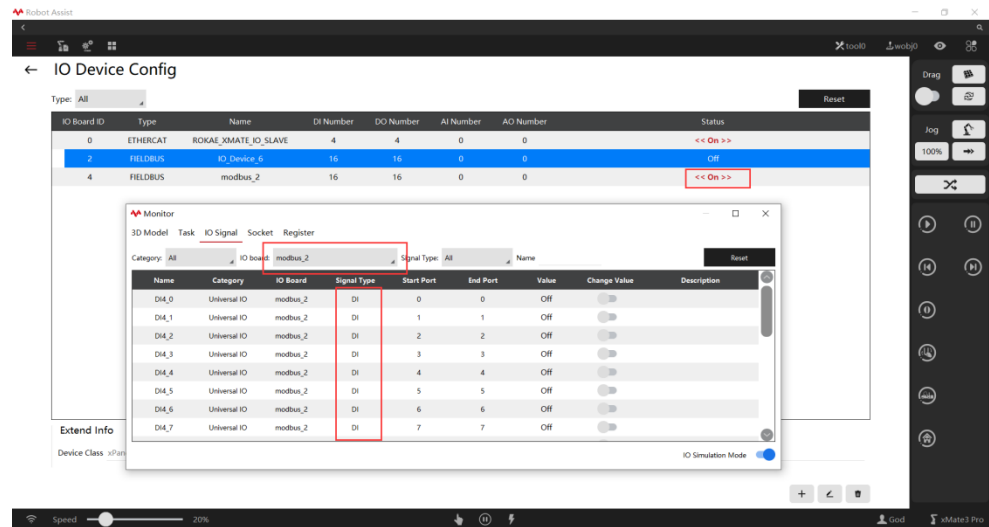 Robot Assist
tool0 wobj0
IO Device Config
Type: All Reset
IO Board ID Type Name DI Number DO Number AI Number AO Number Status
0 ETHERCAT ROKAE_XMATE_IO_SLAVE 4 4 0 0 << On >>
2 FIELDBUS IO_Device_6 16 16 0 0 Off
4 FIELDBUS modbus_2 16 16 0 0 << On >>
Monitor
3D Model Task IO Signal Socket Register
Category: All IO board: modbus_2 Signal Type: All Name Reset
Name Category IO Board Signal Type Start Port End Port Value Change Value Description
DI4_0 Universal IO modbus_2 DI 0 0 Off
DI4_1 Universal IO modbus_2 DI 1 1 Off
DI4_2 Universal IO modbus_2 DI 2 2 Off
DI4_3 Universal IO modbus_2 DI 3 3 Off
DI4_4 Universal IO modbus_2 DI 4 4 Off
DI4_5 Universal IO modbus_2 DI 5 5 Off
DI4_6 Universal IO modbus_2 DI 6 6 Off
DI4_7 Universal IO modbus_2 DI 7 7 Off
IO Simulation Mode
Extend Info
Device Class xPan
Drag
Jog
100%
Speed 20% God xMate3 Pro